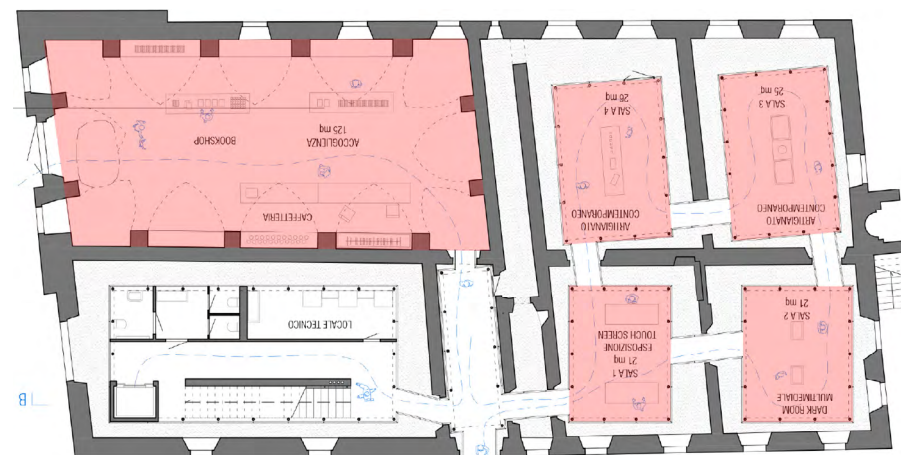 DARK ROOM
MULTIMEDIALE
SALA 2
21 mq
SALA 1
21 mq
ESPOSIZIONE
TOUCH SCREEN
B
LOCALE TECNICO
ARTIGIANATO
CONTEMPORANEO
SALA 3
25 mq
ARTIGIANATO
CONTEMPORANEO
SALA 4
26 mq
CAFFETTERIA
ACCOGLIENZA
125 mq
BOOKSHOP